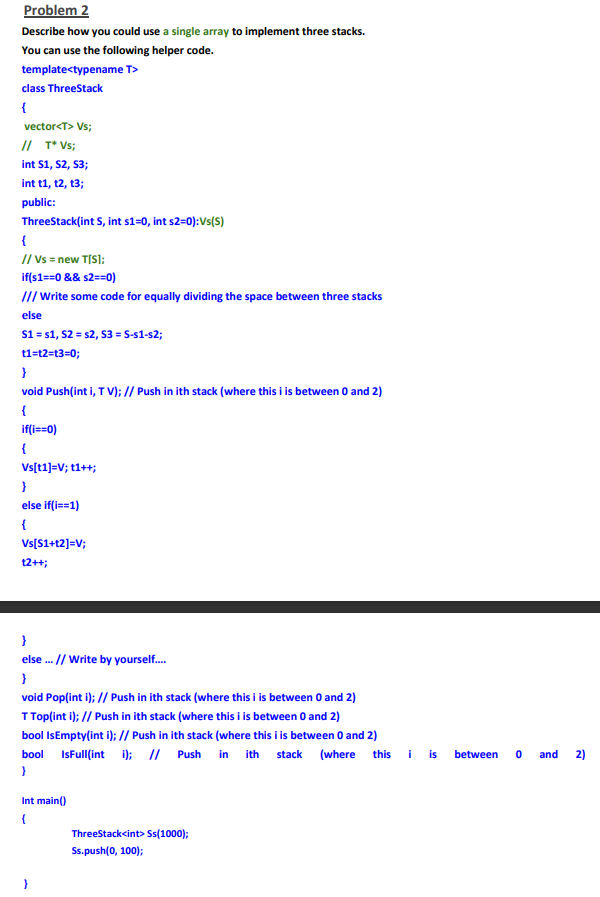 Problem 2
Describe how you could use a single array to implement three stacks.
You can use the following helper code.
template<typename T>
class ThreeStack
{
vector<T> Vs;
// T* Vs;
int S1, S2, S3;
int t1, t2, t3;
public:
ThreeStack(int S, int s1=0, int s2=0):Vs(S)
{
// Vs = new T[S];
if(s1==0 && s2==0)
/// Write some code for equally dividing the space between three stacks
else
S1 = s1, S2 = s2, S3 = S-s1-s2;
t1=t2=t3=0;
}
void Push(int i, T V); // Push in ith stack (where this i is between 0 and 2)
{
if(i==0)
{
Vs[t1]=V; t1++;
}
else if(i==1)
{
Vs[S1+t2]=V;
t2++;
}
else ... // Write by yourself....
}
void Pop(int i); // Push in ith stack (where this i is between 0 and 2)
T Top(int i); // Push in ith stack (where this i is between 0 and 2)
bool IsEmpty(int i); // Push in ith stack (where this i is between 0 and 2)
bool IsFull(int i); // Push in ith stack (where this i is between 0 and 2)
}
Int main()
{
ThreeStack<int> Ss(1000);
Ss.push(0, 100);
}